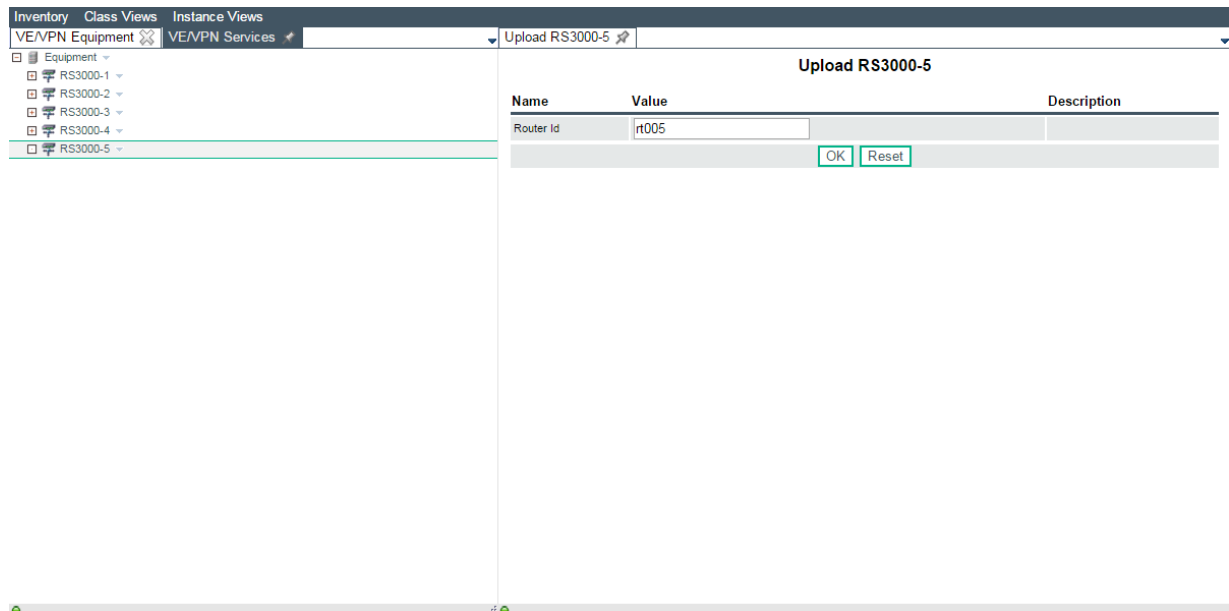 Inventory Class Views Instance Views
VE/VPN Equipment VE/VPN Services
Equipment
RS3000-1
RS3000-2
RS3000-3
RS3000-4
RS3000-5
Upload RS3000-5
Upload RS3000-5
Name Value Description
Router Id rt005
OK Reset